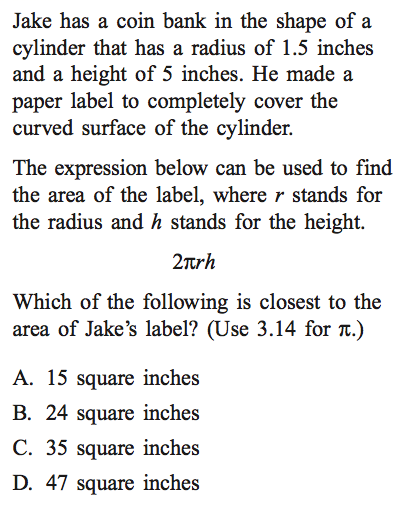 Jake has a coin bank in the shape of a
cylinder that has a radius of 1.5 inches
and a height of 5 inches. He made a
paper label to completely cover the
curved surface of the cylinder.
The expression below can be used to find
the area of the label, where r stands for
the radius and h stands for the height.
2πrh
Which of the following is closest to the
area of Jake’s label? (Use 3.14 for π.)
A. 15 square inches
B. 24 square inches
C. 35 square inches
D. 47 square inches